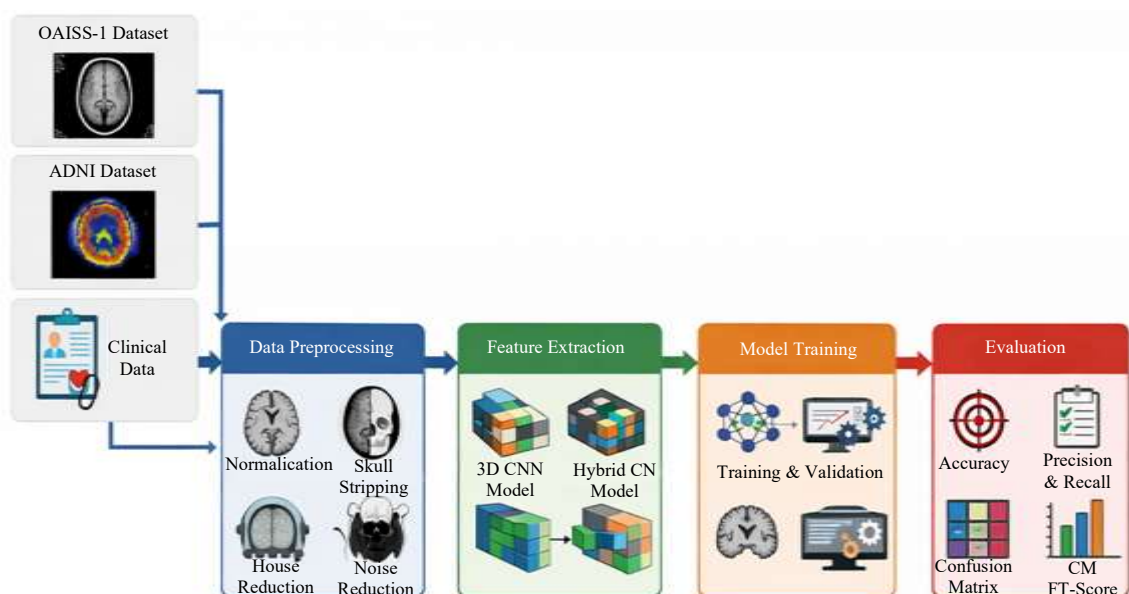 OAISS-1 Dataset
ADNI Dataset
Clinical
Data
Data Preprocessing
Normalication
Skull
Stripping
House
Reduction
Noise
Reduction
Feature Extraction
3D CNN
Model
Hybrid CN
Model
Model Training
Training & Validation
Evaluation
Accuracy
Precision
& Recall
Confusion
Matrix
CM
FT-Score